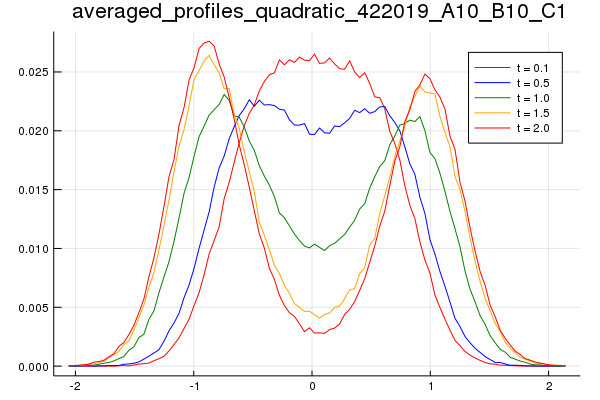 averaged_profiles_quadratic_422019_A10_B10_C1
t = 0.1
t = 0.5
t = 1.0
t = 1.5
t = 2.0
0.025
0.020
0.015
0.010
0.005
0.000
-2 -1 0 1 2